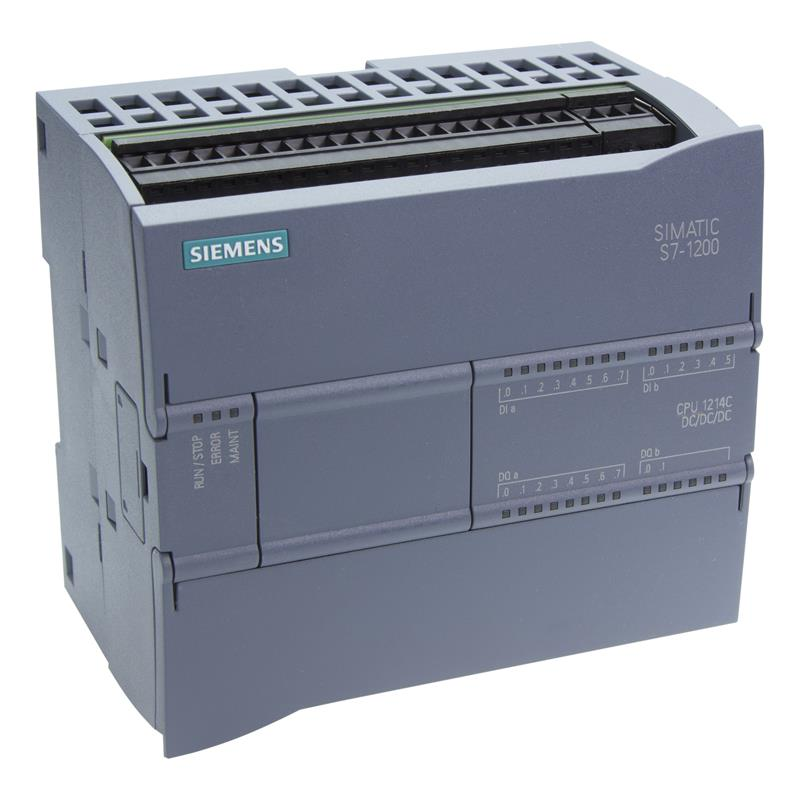 SIEMENS
SIMATIC
S7-1200
.0 .1 .2 .3 .4 .5 .6 .7
DI a
.0 .1 .2 .3 .4 .5
DI b
CPU 1214C
DC/DC/DC
RUN / STOP
ERROR
MAINT
DQ a
.0 .1 .2 .3 .4 .5 .6 .7
DQ b
.0 .1